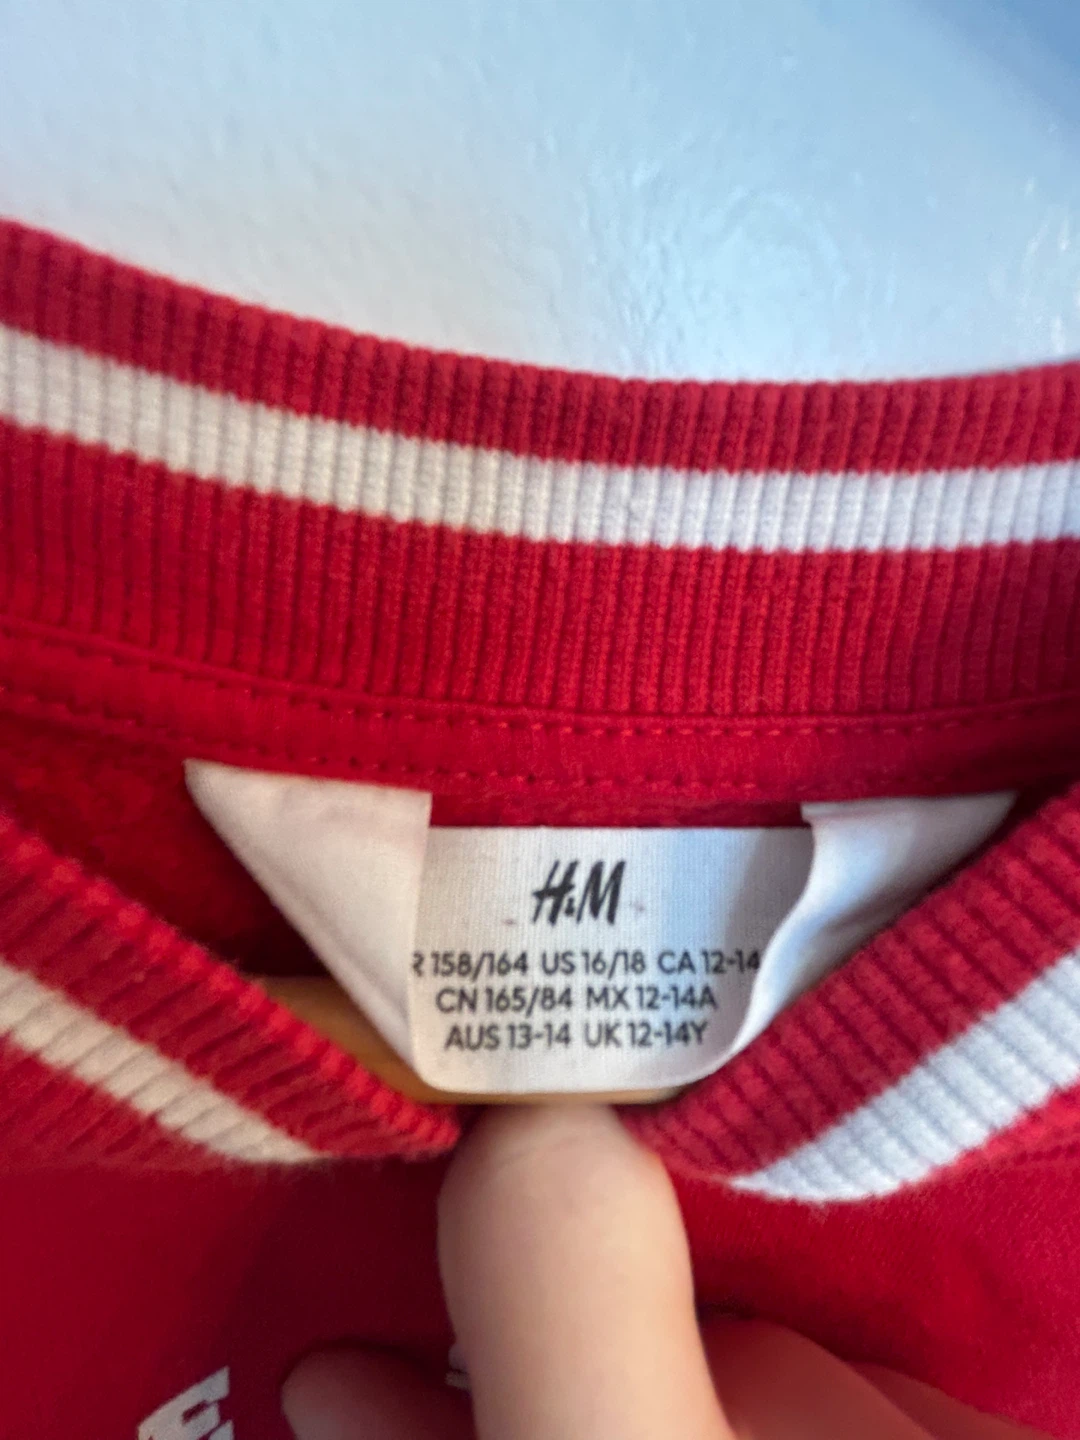 H&M
158/164 US 16/18 CA 12-14
CN 165/84 MX 12-14A
AUS 13-14 UK 12-14Y